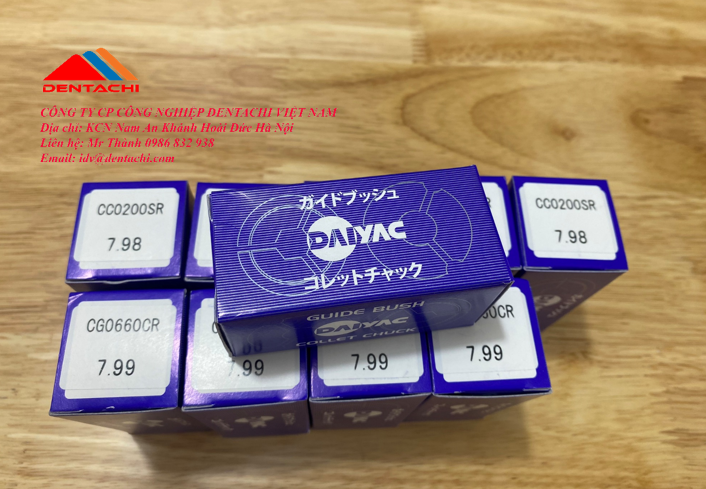 DENTACHI
CÔNG TY CP CÔNG NGHIỆP DENTACHI VIỆT NAM
Địa chỉ: KCN Nam An Khánh Hoài Đức Hà Nội
Liên hệ: Mr Thành 0986 832 938
Email: idv@dentachi.com
CC0200SR
7.98
ガイドブッシュ
DAIYAC
コレットチャック
GUIDE BUSH
DAIYAC
COLLET CHUCK
CC0200SR
7.98
CG0660CR
7.99
7.99
7.99
7.99